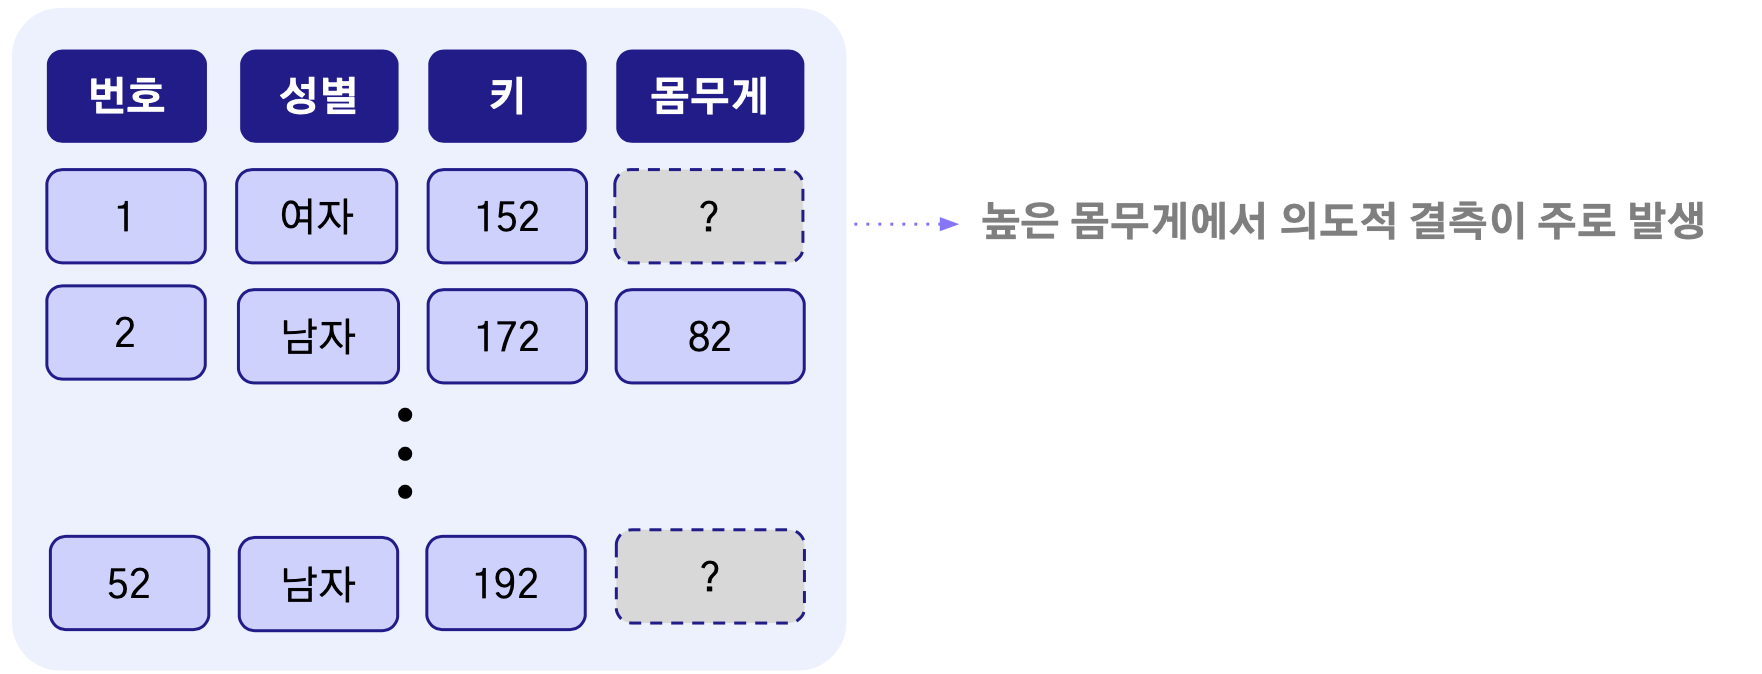 번호 성별 키 몸무게
1 여자 152 ? 높은 몸무게에서 의도적 결측이 주로 발생
2 남자 172 82
52 남자 192 ?